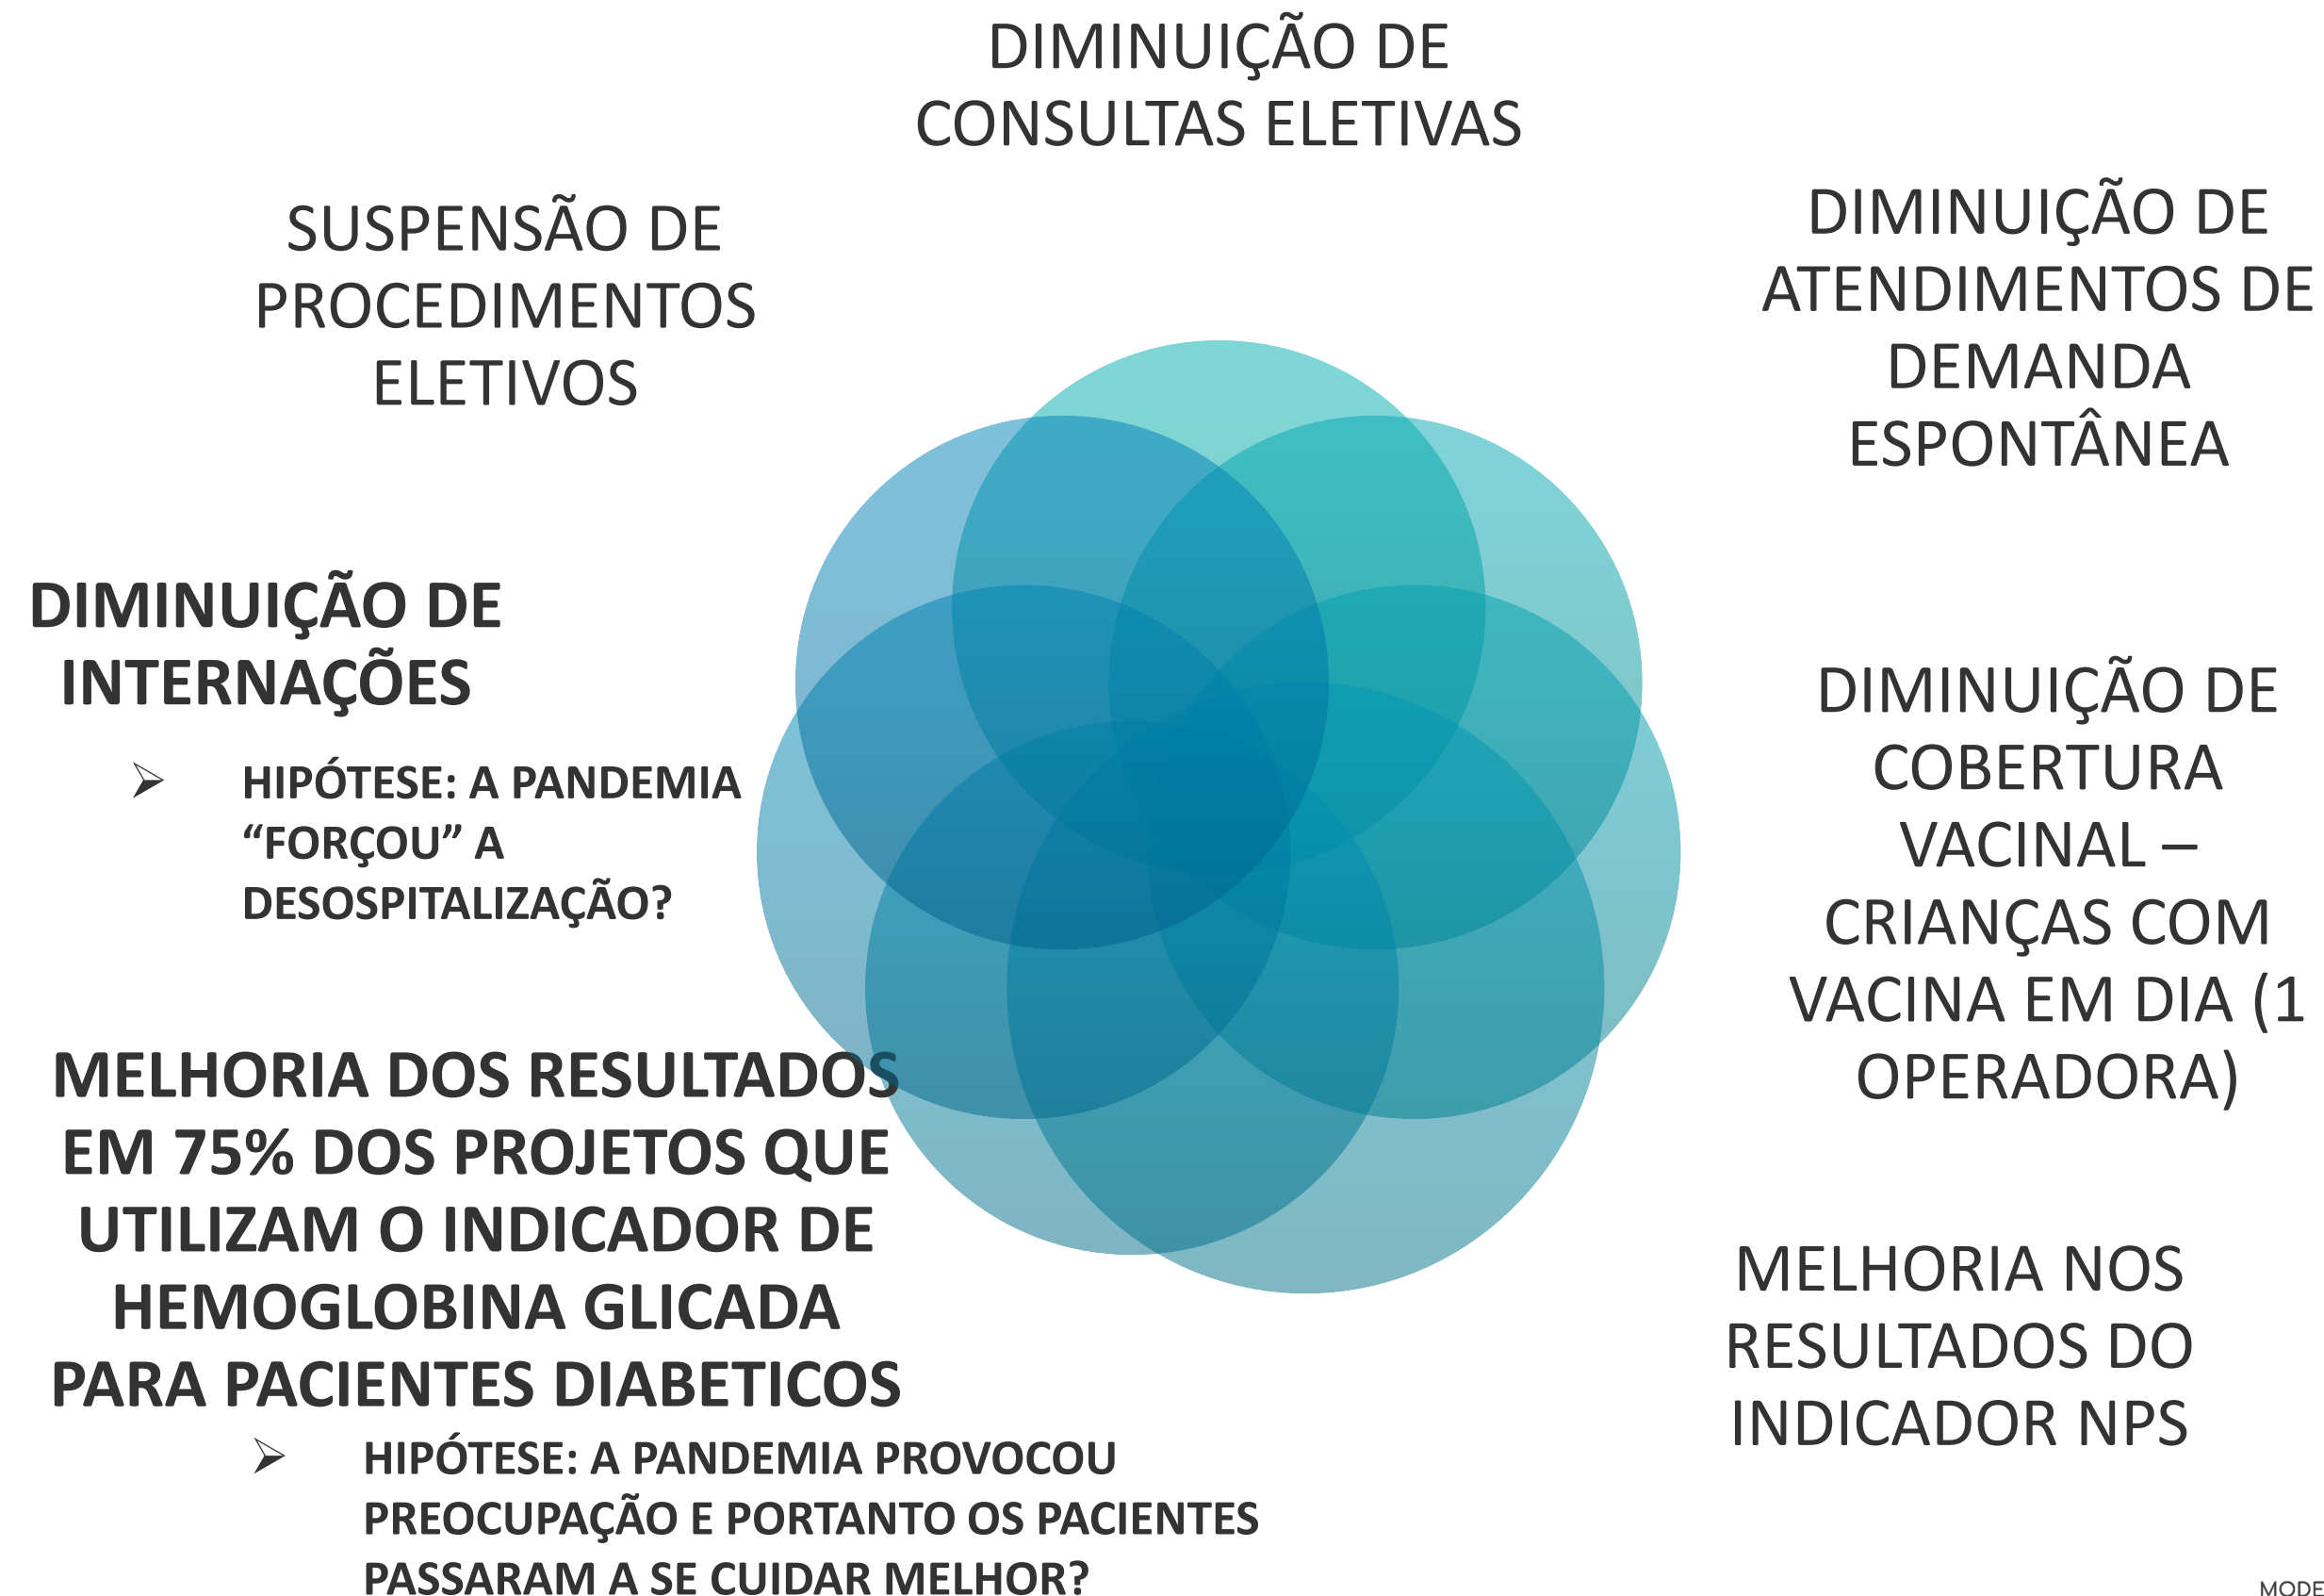 DIMINUIÇÃO DE
CONSULTAS ELETIVAS
SUSPENSÃO DE
PROCEDIMENTOS
ELETIVOS
DIMINUIÇÃO DE
ATENDIMENTOS DE
DEMANDA
ESPONTÂNEA
DIMINUIÇÃO DE
INTERNAÇÕES
HIPÓTESE: A PANDEMIA
“FORÇOU” A
DESOSPITALIZAÇÃO?
DIMINUIÇÃO DE
COBERTURA
VACINAL –
CRIANÇAS COM
VACINA EM DIA (1
OPERADORA)
MELHORIA DOS RESULTADOS
EM 75% DOS PROJETOS QUE
UTILIZAM O INDICADOR DE
HEMOGLOBINA GLICADA
PARA PACIENTES DIABETICOS
HIPÓTESE: A PANDEMIA PROVOCOU
PREOCUPAÇÃO E PORTANTO OS PACIENTES
PASSARAM A SE CUIDAR MELHOR?
MELHORIA NOS
RESULTADOS DO
INDICADOR NPS